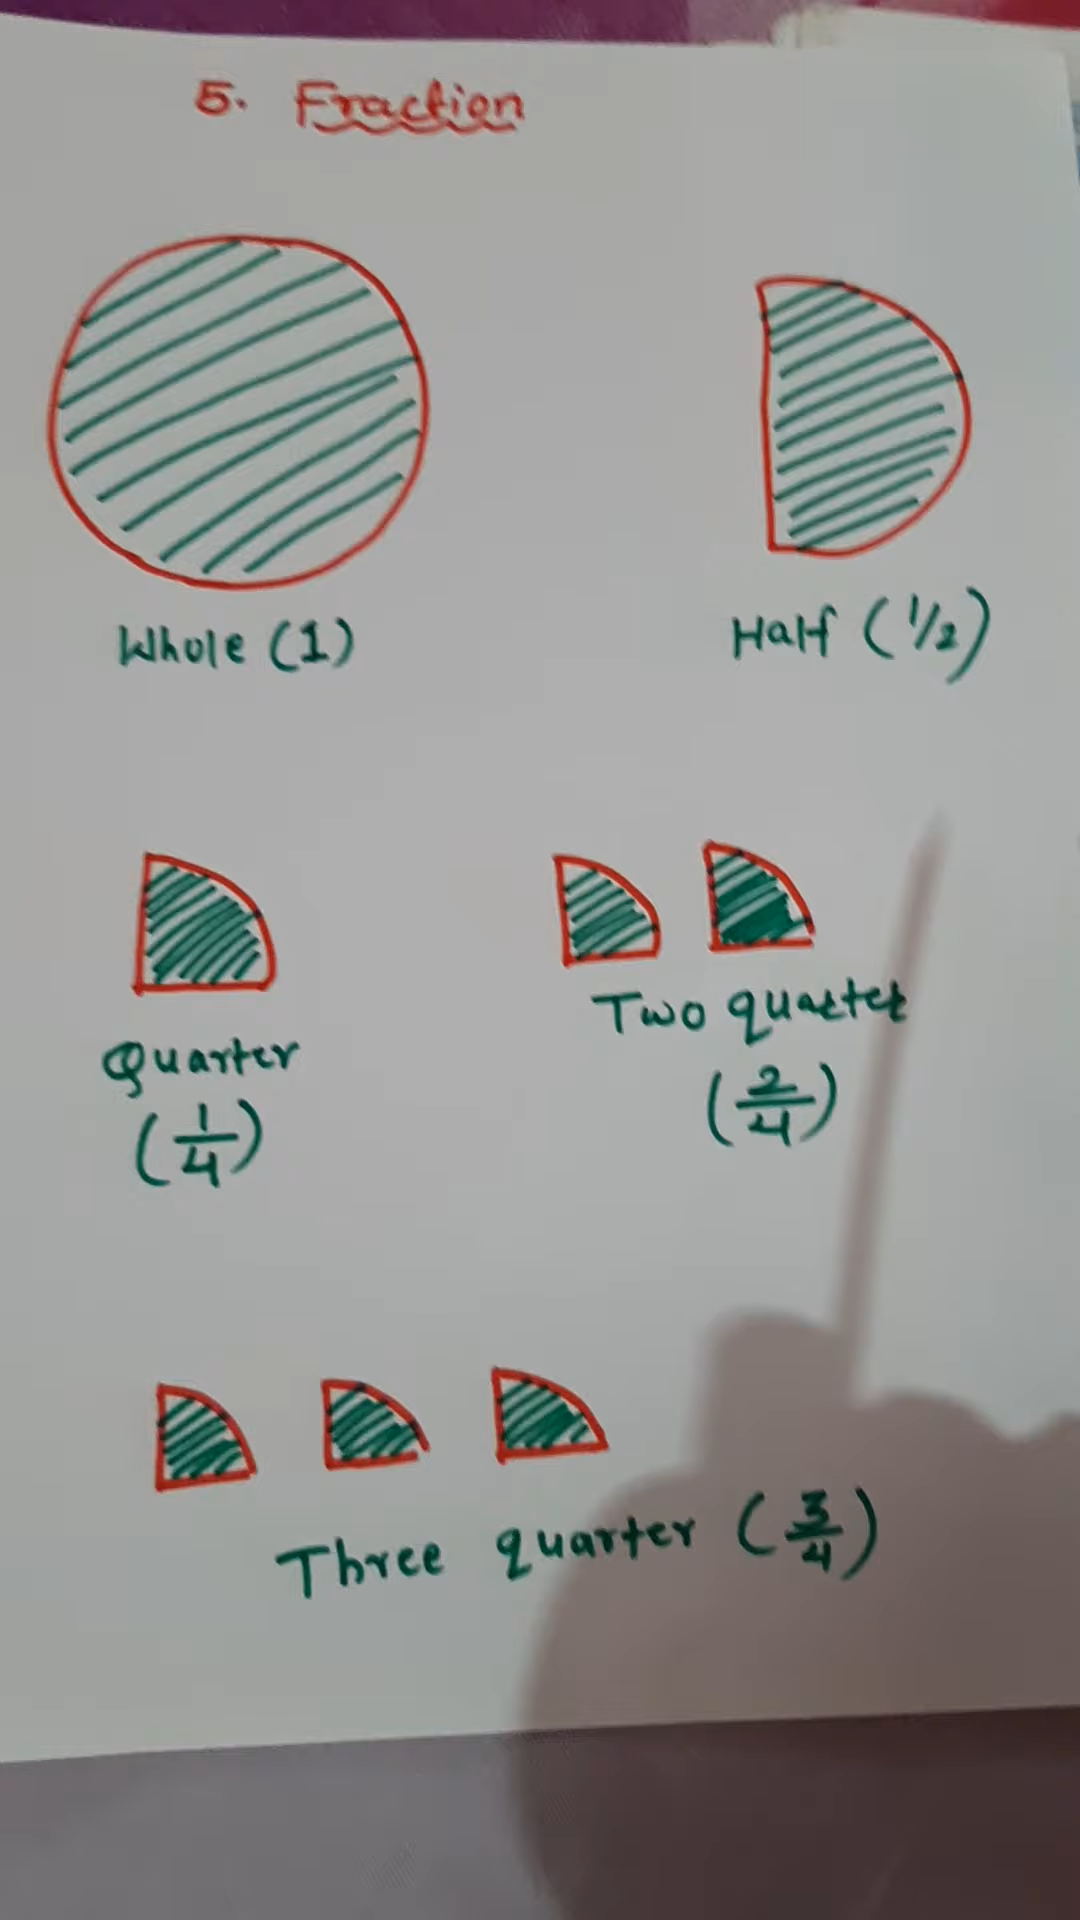 5. Fraction
Whole (1)
Half (1/2)
Quarter
(1/4)
Two quarter
(2/4)
Three quarter (3/4)